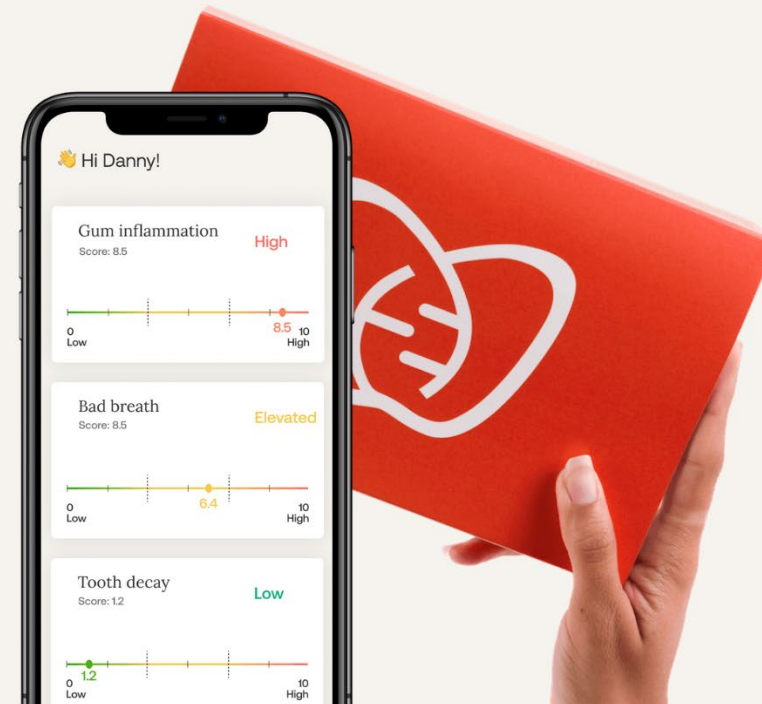 👋 Hi Danny!
Gum inflammation
High
Score: 8.5
8.5
0
10
Low
High
Bad breath
Elevated
Score: 8.5
6.4
0
10
Low
High
Tooth decay
Low
Score: 1.2
1.2
0
10
Low
High